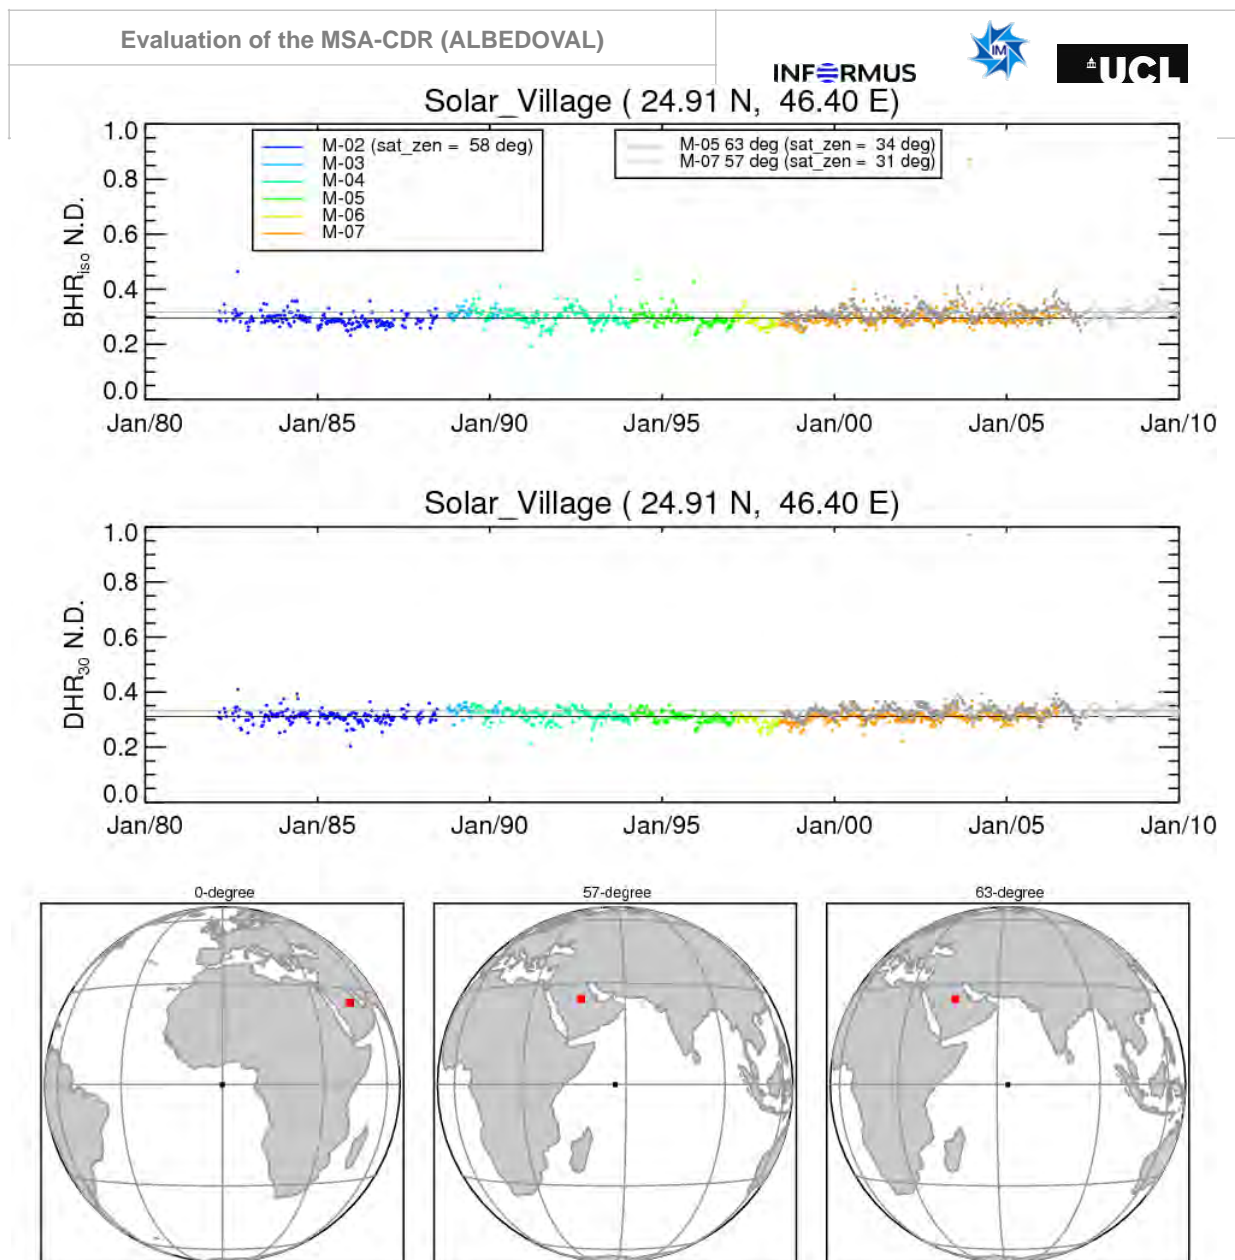 Evaluation of the MSA-CDR (ALBEDOVAL)
INFORMUS
IM
UCL
Solar_Village ( 24.91 N, 46.40 E)
BHRiso N.D.
1.0
0.8
0.6
0.4
0.2
0.0
M-02 (sat_zen = 58 deg)
M-03
M-04
M-05
M-06
M-07
M-05 63 deg (sat_zen = 34 deg)
M-07 57 deg (sat_zen = 31 deg)
Jan/80 Jan/85 Jan/90 Jan/95 Jan/00 Jan/05 Jan/10
Solar_Village ( 24.91 N, 46.40 E)
DHR30 N.D.
1.0
0.8
0.6
0.4
0.2
0.0
Jan/80 Jan/85 Jan/90 Jan/95 Jan/00 Jan/05 Jan/10
0-degree 57-degree 63-degree